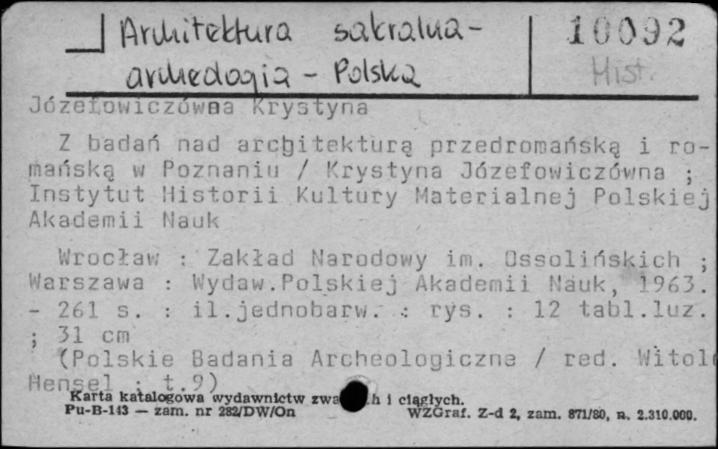 Architektura sakralna -
archeologia - Polska
10092
Hist.
Józefowiczówna Krystyna
Z badań nad architekturą przedromańską i ro-
mańską w Poznaniu / Krystyna Józefowiczówna ;
Instytut Historii Kultury Materialnej Polskiej
Akademii Nauk
Wrocław : Zakład Narodowy im. Ossolińskich ;
Warszawa : Wydaw.Polskiej Akademii Nauk, 1963.
- 261 s. : il.jednobarw. : rys. : 12 tabl.luz.
; 31 cm
(Polskie Badania Archeologiczne / red. Witold
Hensel ; t.9)
Karta katalogowa wydawnictw zwa h i ciągłych.
Pu-B-143 — zam. nr 282/DW/On
WZGraf. Z-d 2, zam. 871/80, n. 2.310.000.